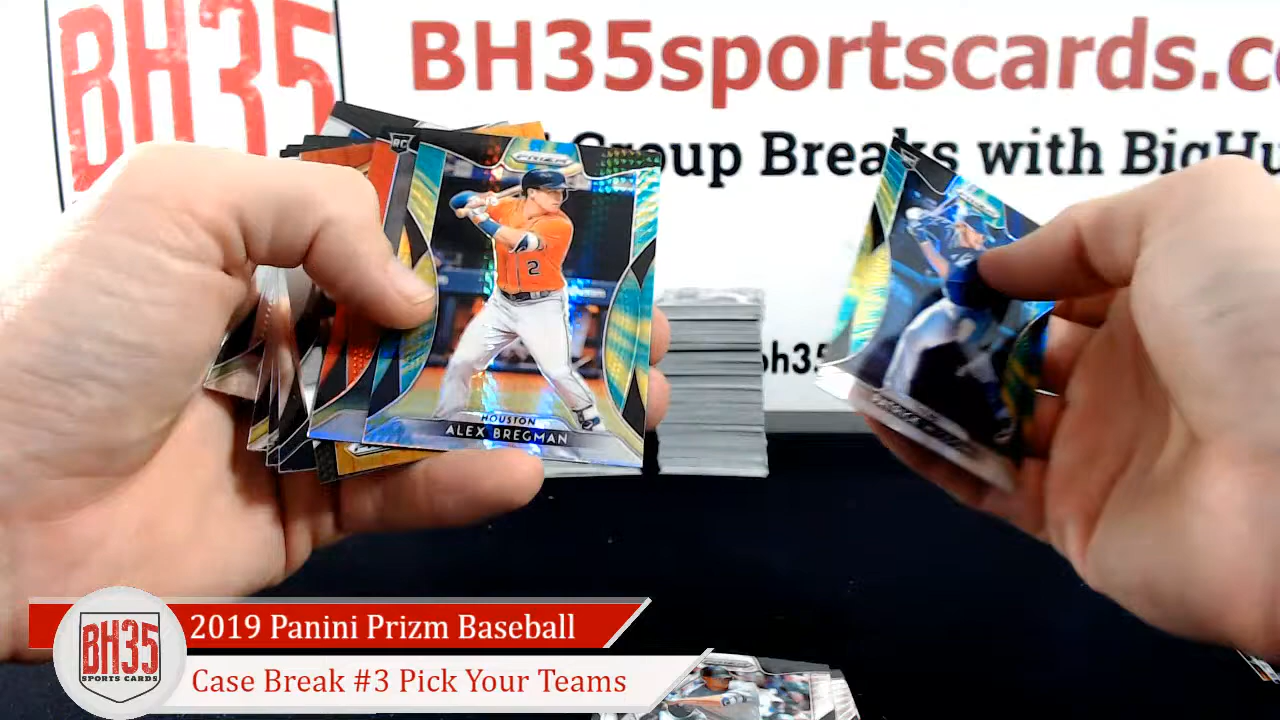 BH35
BH35sportscards.c
Group Breaks with BigHu
bh35
RC
PRIZM
2
HOUSTON
ALEX BREGMAN
BH35
SPORTS CARDS
2019 Panini Prizm Baseball
Case Break #3 Pick Your Teams